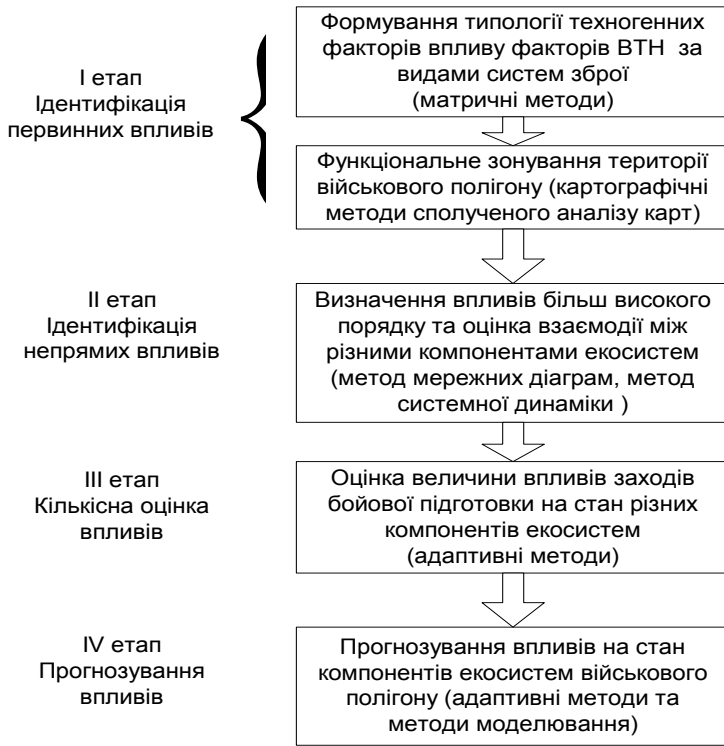 І етап
Ідентифікація
первинних впливів
Формування типології техногенних
факторів впливу факторів ВТН за
видами систем зброї
(матричні методи)
Функціональне зонування території
військового полігону (картографічні
методи сполученого аналізу карт)
ІІ етап
Ідентифікація
непрямих впливів
Визначення впливів більш високого
порядку та оцінка взаємодії між
різними компонентами екосистем
(метод мережних діаграм, метод
системної динаміки )
ІІІ етап
Кількісна оцінка
впливів
Оцінка величини впливів заходів
бойової підготовки на стан різних
компонентів екосистем
(адаптивні методи)
IV етап
Прогнозування
впливів
Прогнозування впливів на стан
компонентів екосистем військового
полігону (адаптивні методи та
методи моделювання)